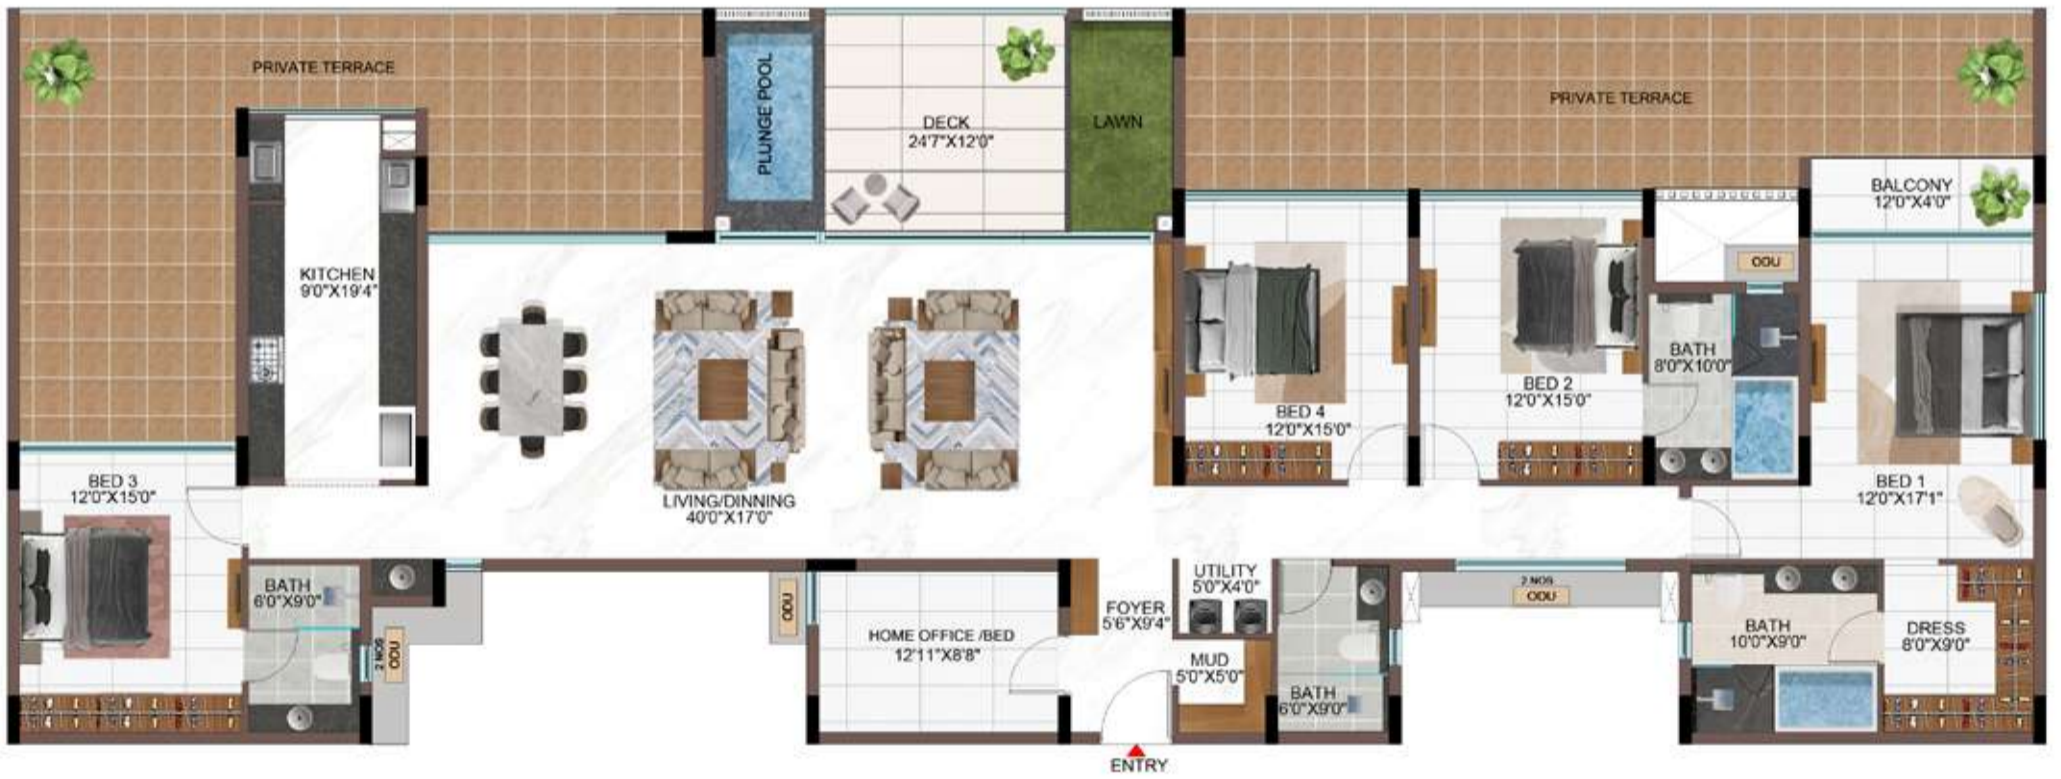 PRIVATE TERRACE
PLUNGE POOL
DECK
24'7"X12'0"
LAWN
PRIVATE TERRACE
BALCONY
12'0"X4'0"
KITCHEN
9'0"X19'4"
ODU
BATH
8'0"X10'0"
BED 2
12'0"X15'0"
BED 4
12'0"X15'0"
BED 3
12'0"X15'0"
LIVING/DINNING
40'0"X17'0"
BED 1
12'0"X17'1"
BATH
6'0"X9'0"
2 NOS
ODU
ODU
HOME OFFICE /BED
12'11"X8'8"
FOYER
5'6"X9'4"
UTILITY
5'0"X4'0"
MUD
5'0"X5'0"
BATH
6'0"X9'0"
2 NOS
ODU
BATH
10'0"X9'0"
DRESS
8'0"X9'0"
ENTRY